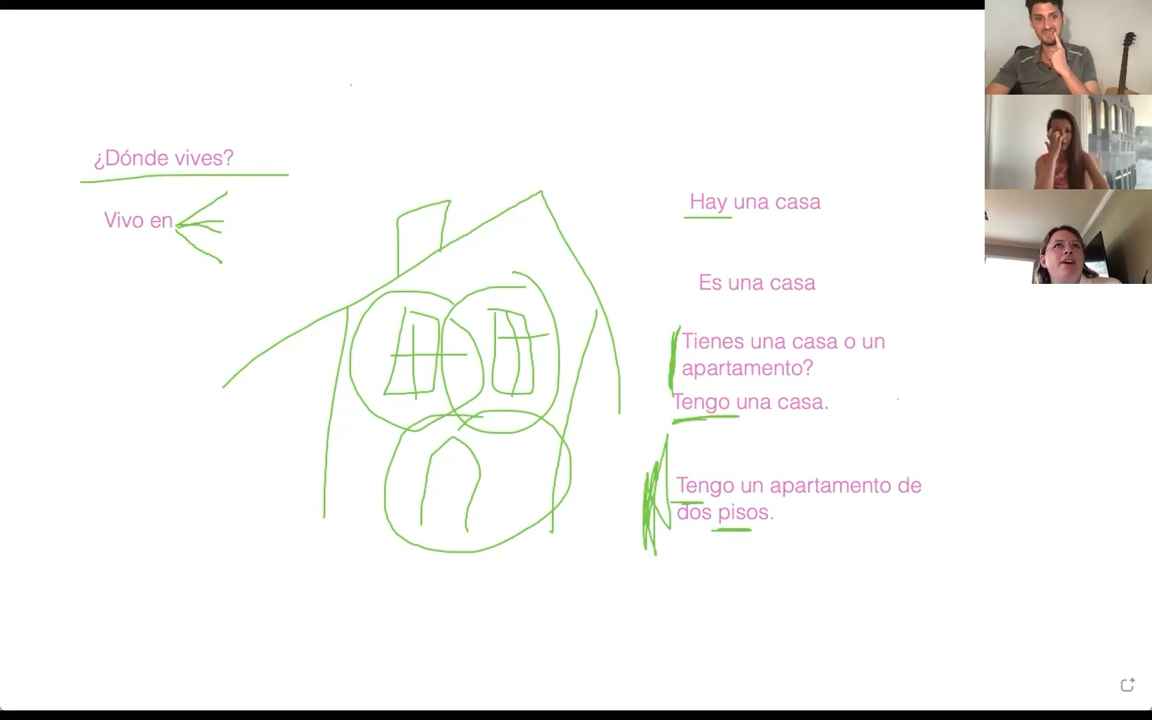 ¿Dónde vives?
Vivo en
Hay una casa
Es una casa
Tienes una casa o un
apartamento?
Tengo una casa.
Tengo un apartamento de
dos pisos.